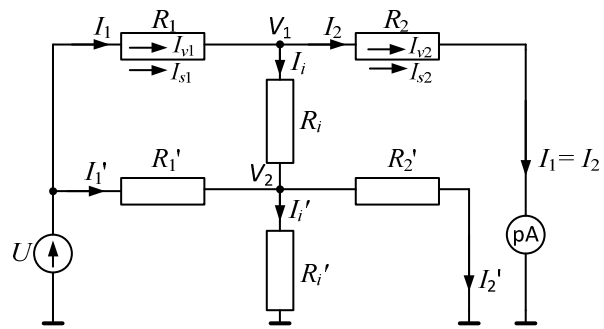 I₁ R₁ V₁ I₂ R₂
Iᵥ₁ Iᵥ₂
Iₛ₁ Iᵢ Iₛ₂
Rᵢ
I₁' R₁' V₂ R₂' I₁= I₂
Iᵢ'
U pA
Rᵢ' I₂'